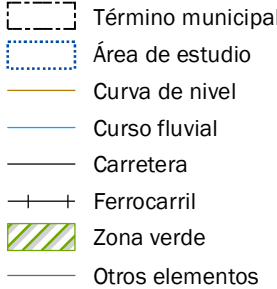 Término municipal
Área de estudio
Curva de nivel
Curso fluvial
Carretera
Ferrocarril
Zona verde
Otros elementos